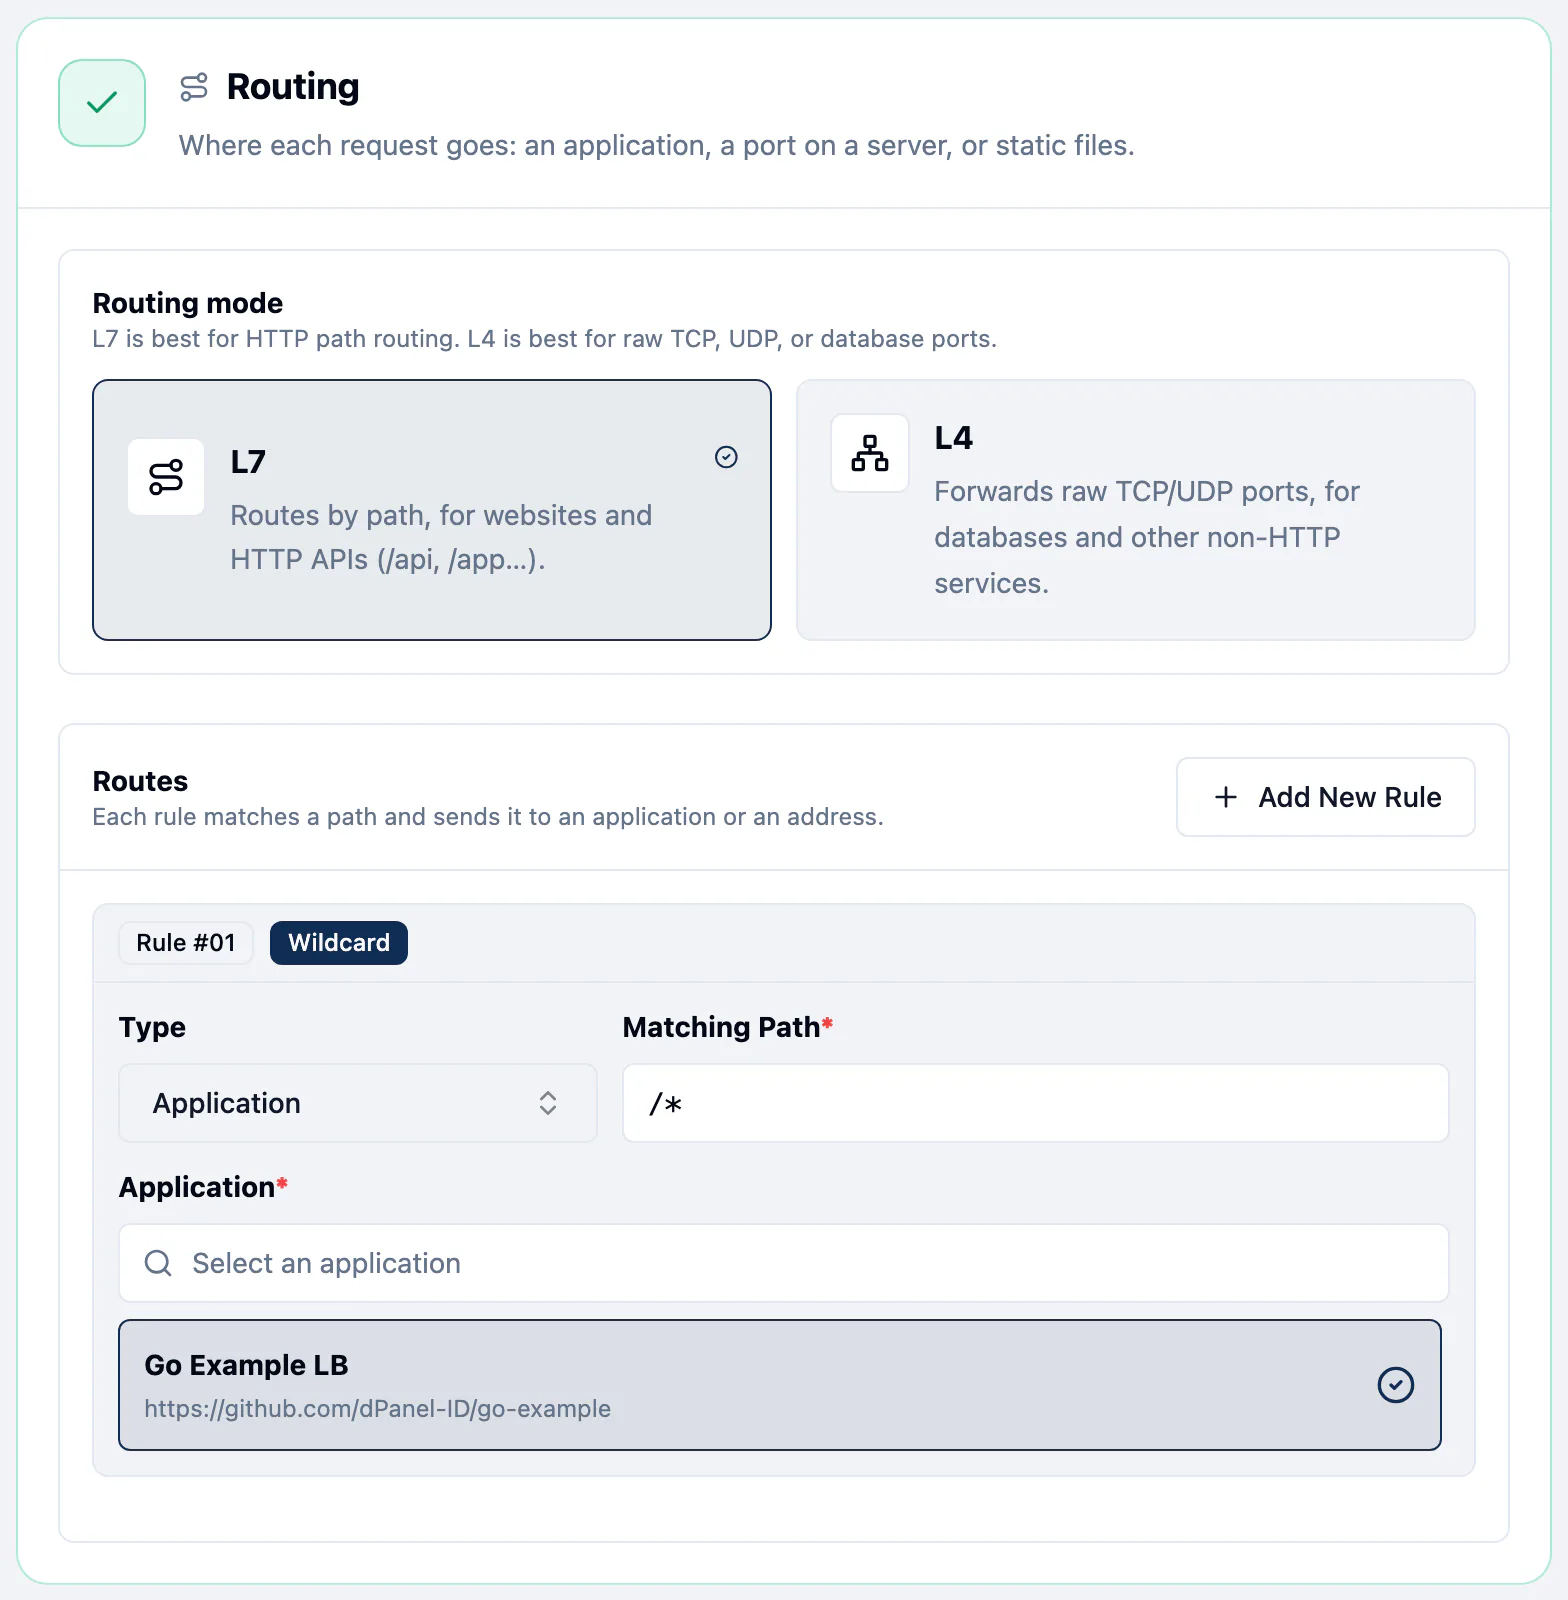 Routing
Where each request goes: an application, a port on a server, or static files.
Routing mode
L7 is best for HTTP path routing. L4 is best for raw TCP, UDP, or database ports.
L7
Routes by path, for websites and
HTTP APIs (/api, /app...).
L4
Forwards raw TCP/UDP ports, for
databases and other non-HTTP
services.
Routes
Each rule matches a path and sends it to an application or an address.
Add New Rule
Rule #01
Wildcard
Type
Matching Path*
Application
/*
Application*
Select an application
Go Example LB
https://github.com/dPanel-ID/go-example